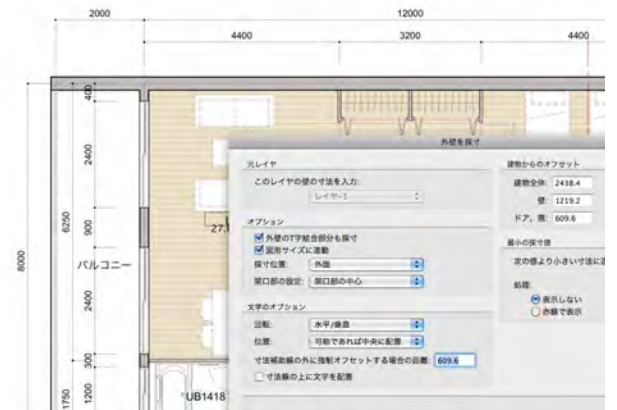 2000
12000
4400
3200
4400
400
2400
6250
900
8000
バルコニー
2400
300
1200
1750
UB1418
外壁を採寸
元レイヤ
このレイヤの壁の寸法を入力:
レイヤ-1
オプション
外壁のT字結合部分も採寸
図形サイズに連動
採寸位置:
外面
開口部の設定:
開口部の中心
文字のオプション
回転:
水平/垂直
位置:
可能であれば中央に配置
寸法補助線の外に強制オフセットする場合の距離:
609.6
寸法線の上に文字を配置
建物からのオフセット
建物全体: 2438.4
壁: 1219.2
ドア、窓: 609.6
最小の採寸値
次の値より小さい寸法に
処理:
表示しない
赤線で表示